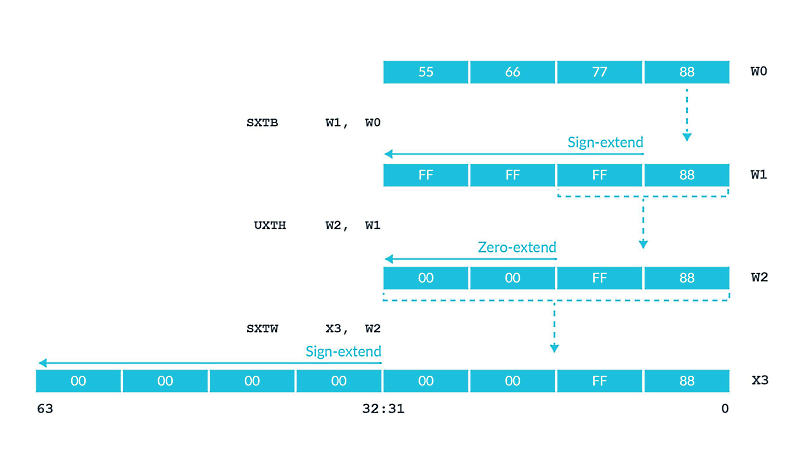 55 66 77 88 W0
SXTB W1, W0
Sign-extend
FF FF FF 88 W1
UXTH W2, W1
Zero-extend
00 00 FF 88 W2
SXTW X3, W2
Sign-extend
00 00 00 00 00 00 FF 88 X3
63 32:31 0